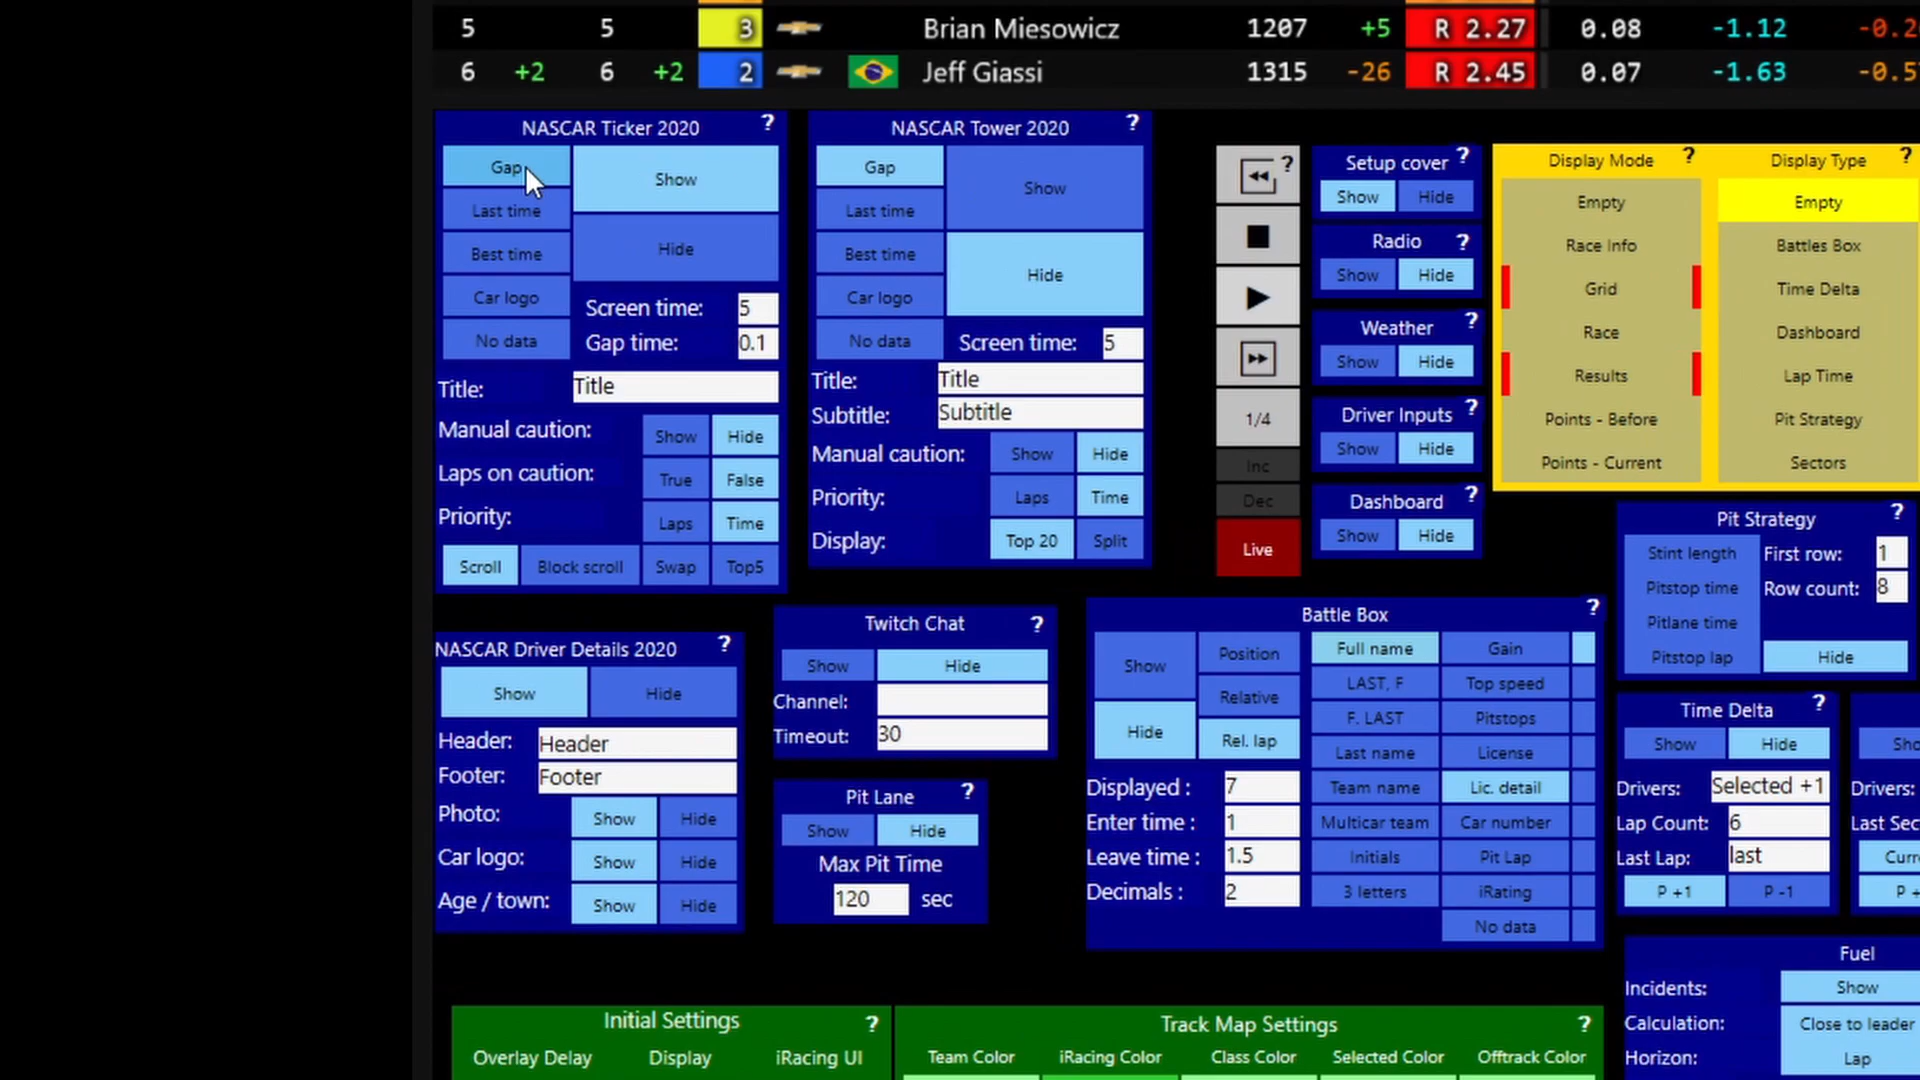 5 5 3 Brian Miesowicz 1207 +5 R 2.27 0.08 -1.12
6 +2 6 +2 2 Jeff Giassi 1315 -26 R 2.45 0.07 -1.63
NASCAR Ticker 2020 ?
Gap Show
Last time
Best time Hide
Car logo Screen time: 5
No data Gap time: 0.1
Title: Title
Manual caution: Show Hide
Laps on caution: True False
Priority: Laps Time
Scroll Block scroll Swap Top5
NASCAR Tower 2020 ?
Gap Show
Last time
Best time Hide
Car logo
No data Screen time: 5
Title: Title
Subtitle: Subtitle
Manual caution: Show Hide
Priority: Laps Time
Display: Top 20 Split
?
1/4
Inc
Dec
Live
Setup cover ?
Show Hide
Radio ?
Show Hide
Weather ?
Show Hide
Driver Inputs ?
Show Hide
Dashboard ?
Show Hide
Display Mode ?
Empty
Race Info
Grid
Race
Results
Points - Before
Points - Current
Display Type ?
Empty
Battles Box
Time Delta
Dashboard
Lap Time
Pit Strategy
Sectors
NASCAR Driver Details 2020 ?
Show Hide
Header: Header
Footer: Footer
Photo: Show Hide
Car logo: Show Hide
Age / town: Show Hide
Twitch Chat ?
Show Hide
Channel:
Timeout: 30
Pit Lane ?
Show Hide
Max Pit Time
120 sec
Battle Box ?
Show Position Full name Gain
Relative LAST, F Top speed
Hide Rel. lap F. LAST Pitstops
Last name License
Displayed : 7 Team name Lic. detail
Enter time : 1 Multicar team Car number
Leave time : 1.5 Initials Pit Lap
Decimals : 2 3 letters iRating
No data
Pit Strategy ?
Stint length First row: 1
Pitstop time Row count: 8
Pitlane time
Pitstop lap Hide
Time Delta ?
Show Hide
Drivers: Selected +1
Lap Count: 6
Last Lap: last
P +1 P -1
Drivers:
Fuel
Incidents: Show
Calculation: Close to leader
Horizon: Lap
Initial Settings ?
Overlay Delay Display iRacing UI
Track Map Settings ?
Team Color iRacing Color Class Color Selected Color Offtrack Color